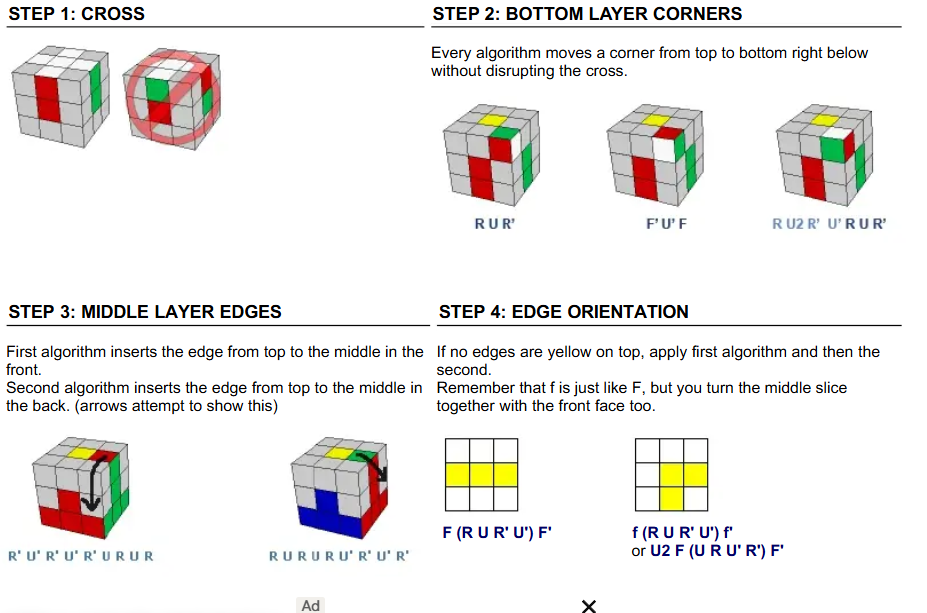 STEP 1: CROSS
STEP 2: BOTTOM LAYER CORNERS
Every algorithm moves a corner from top to bottom right below
without disrupting the cross.
R U R'
F' U' F
R U2 R' U' R U R'
STEP 3: MIDDLE LAYER EDGES
First algorithm inserts the edge from top to the middle in the
front.
Second algorithm inserts the edge from top to the middle in
the back. (arrows attempt to show this)
R' U' R' U' R' U R U R
R U R U R U' R' U' R'
STEP 4: EDGE ORIENTATION
If no edges are yellow on top, apply first algorithm and then the
second.
Remember that f is just like F, but you turn the middle slice
together with the front face too.
F (R U R' U') F'
f (R U R' U') f'
or U2 F (U R U' R') F'
Ad